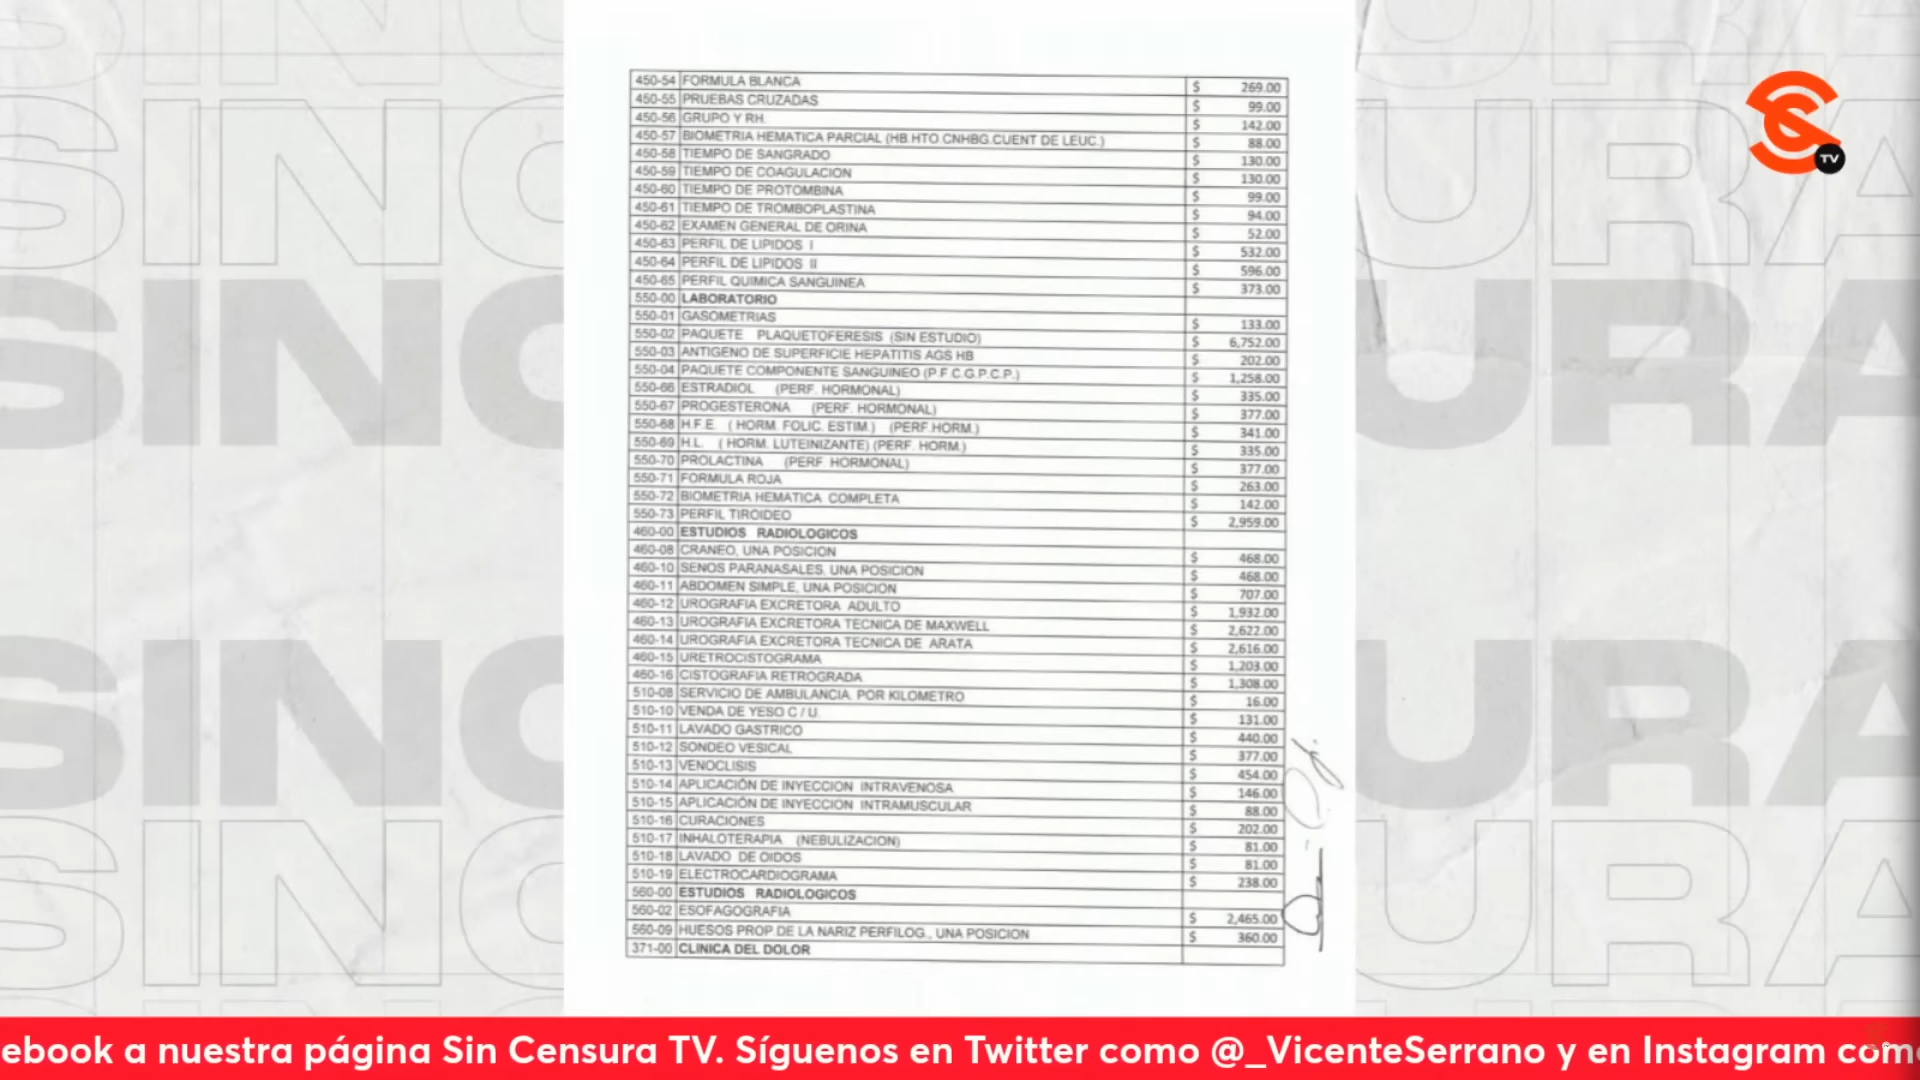 450-54 FORMULA BLANCA $ 269.00
450-55 PRUEBAS CRUZADAS $ 99.00
450-56 GRUPO Y RH. $ 142.00
450-57 BIOMETRIA HEMATICA PARCIAL (HB.HTO.CNHBG.CUENT DE LEUC.) $ 88.00
450-58 TIEMPO DE SANGRADO $ 130.00
450-59 TIEMPO DE COAGULACION $ 130.00
450-60 TIEMPO DE PROTOMBINA $ 99.00
450-61 TIEMPO DE TROMBOPLASTINA $ 94.00
450-62 EXAMEN GENERAL DE ORINA $ 52.00
450-63 PERFIL DE LIPIDOS I $ 532.00
450-64 PERFIL DE LIPIDOS II $ 596.00
450-65 PERFIL QUIMICA SANGUINEA $ 373.00
550-00 LABORATORIO
550-01 GASOMETRIAS $ 133.00
550-02 PAQUETE PLAQUETOFERESIS (SIN ESTUDIO) $ 6,752.00
550-03 ANTIGENO DE SUPERFICIE HEPATITIS AGS HB $ 202.00
550-04 PAQUETE COMPONENTE SANGUINEO (P.F.C.G.P.C.P.) $ 1,258.00
550-66 ESTRADIOL (PERF. HORMONAL) $ 335.00
550-67 PROGESTERONA (PERF. HORMONAL) $ 377.00
550-68 H.F.E. ( HORM. FOLIC. ESTIM.) (PERF.HORM.) $ 341.00
550-69 H.L. ( HORM. LUTEINIZANTE) (PERF. HORM.) $ 335.00
550-70 PROLACTINA (PERF HORMONAL) $ 377.00
550-71 FORMULA ROJA $ 263.00
550-72 BIOMETRIA HEMATICA COMPLETA $ 142.00
550-73 PERFIL TIROIDEO $ 2,959.00
460-00 ESTUDIOS RADIOLOGICOS
460-08 CRANEO, UNA POSICION $ 468.00
460-10 SENOS PARANASALES. UNA POSICION $ 468.00
460-11 ABDOMEN SIMPLE, UNA POSICION $ 707.00
460-12 UROGRAFIA EXCRETORA ADULTO $ 1,932.00
460-13 UROGRAFIA EXCRETORA TECNICA DE MAXWELL $ 2,622.00
460-14 UROGRAFIA EXCRETORA TECNICA DE ARATA $ 2,616.00
460-15 URETROCISTOGRAMA $ 1,203.00
460-16 CISTOGRAFIA RETROGRADA $ 1,308.00
510-08 SERVICIO DE AMBULANCIA. POR KILOMETRO $ 16.00
510-10 VENDA DE YESO C / U. $ 131.00
510-11 LAVADO GASTRICO $ 440.00
510-12 SONDEO VESICAL $ 377.00
510-13 VENOCLISIS $ 454.00
510-14 APLICACIÓN DE INYECCION INTRAVENOSA $ 146.00
510-15 APLICACIÓN DE INYECCION INTRAMUSCULAR $ 88.00
510-16 CURACIONES $ 202.00
510-17 INHALOTERAPIA (NEBULIZACION) $ 81.00
510-18 LAVADO DE OIDOS $ 81.00
510-19 ELECTROCARDIOGRAMA $ 238.00
560-00 ESTUDIOS RADIOLOGICOS
560-02 ESOFAGOGRAFIA $ 2,465.00
560-09 HUESOS PROP.DE LA NARIZ PERFILOG., UNA POSICION $ 360.00
371-00 CLINICA DEL DOLOR
TV
SINC URA
SINC URA
SINC URA
SINC URA
ebook a nuestra página Sin Censura TV. Síguenos en Twitter como @_VicenteSerrano y en Instagram como